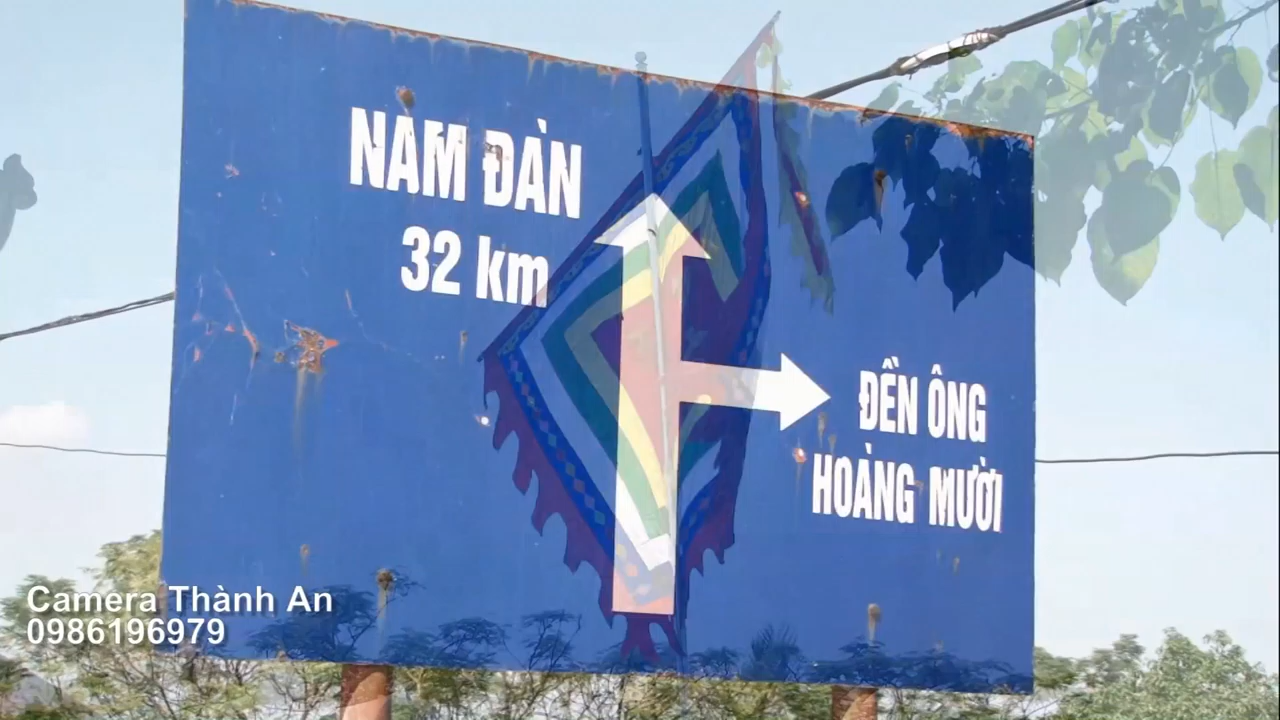 NAM ĐÀN
32 km
ĐỀN ÔNG
HOÀNG MƯỜI
Camera Thành An
0986196979